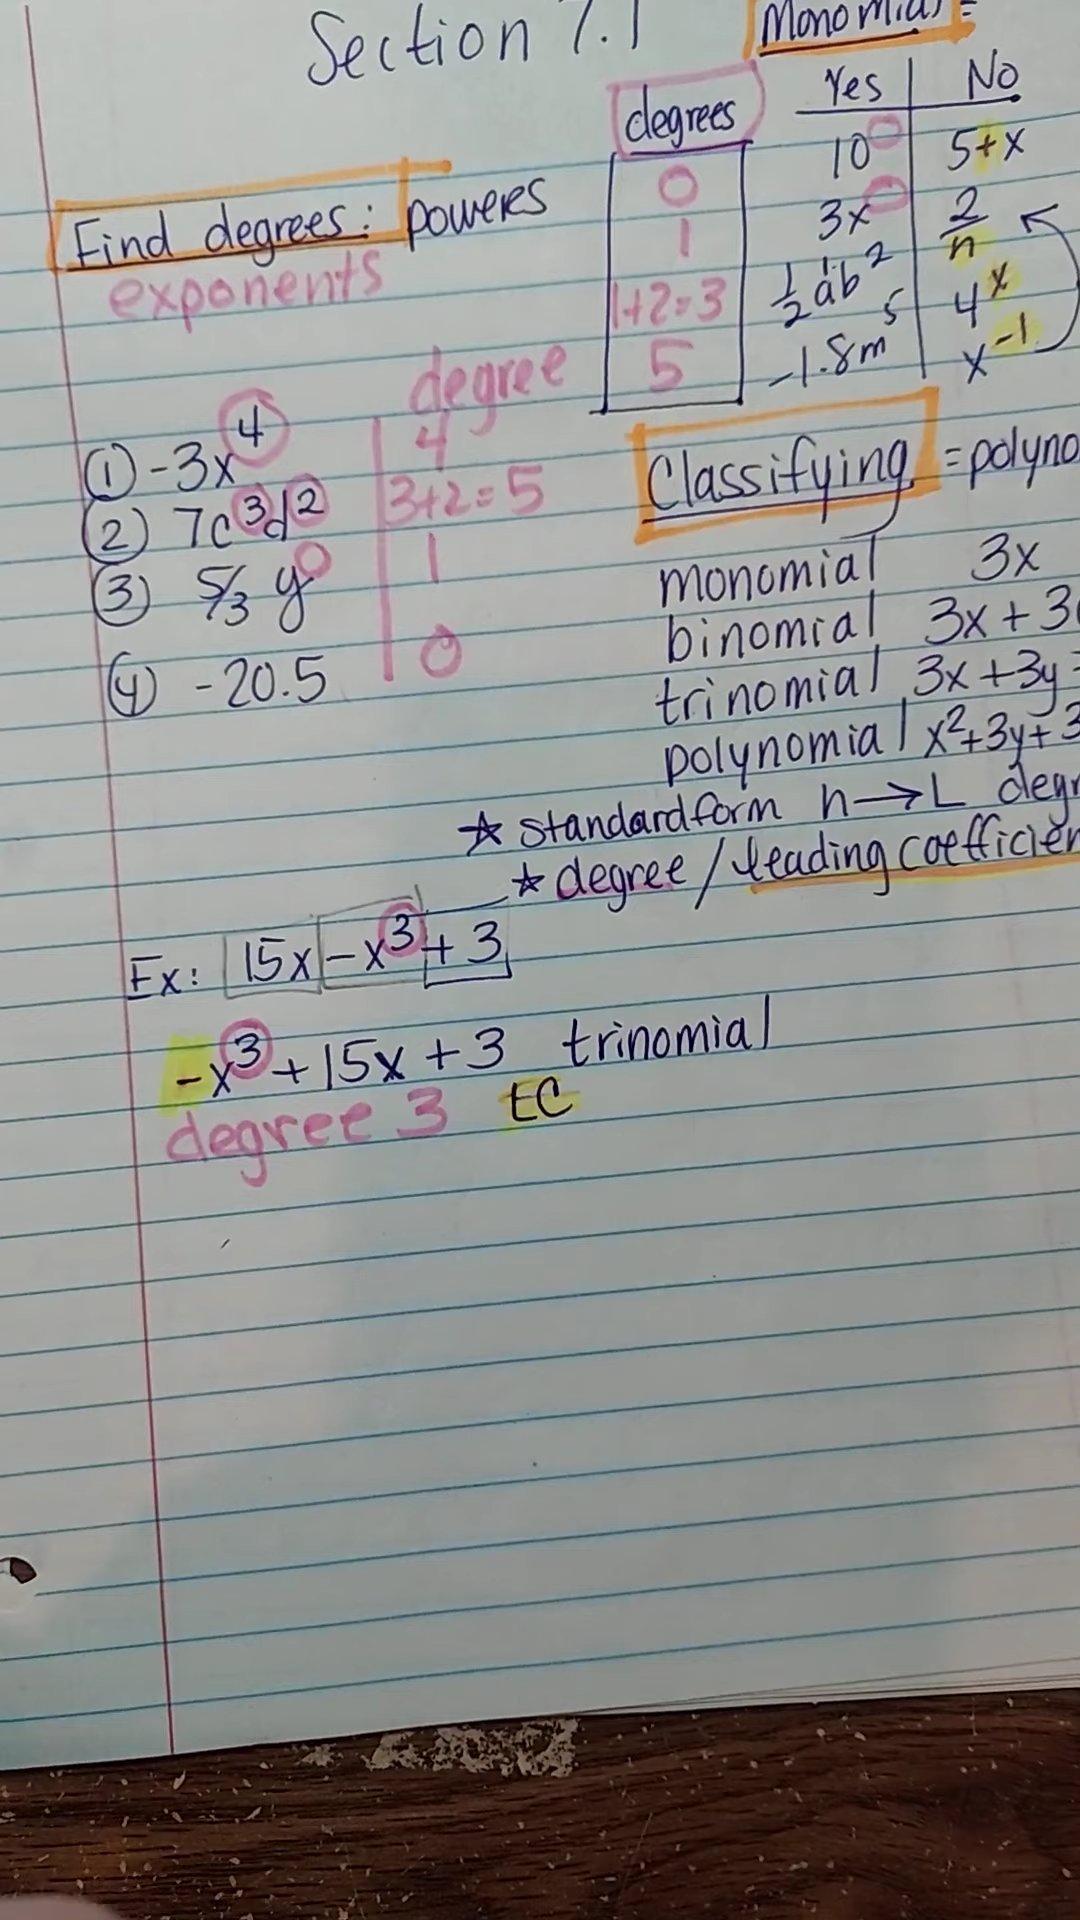 Section 7.1
Monomial =
degrees
Yes | No
0 10 5+x
1 3x 2/n
1+2=3 ½a¹b² 4ˣ
5 -1.8m⁵ x⁻¹
Find degrees: powers
exponents
degree
① -3x⁴ 4
② 7c³d² 3+2=5
③ 5/3 y 1
④ -20.5 0
Classifying = polyno
monomial 3x
binomial 3x+3
trinomial 3x+3y
polynomial x²+3y+3
☆ standard form h→L degr
☆ degree / leading coefficien
Ex: 15x -x³ +3
-x³+15x+3 trinomial
degree 3 LC